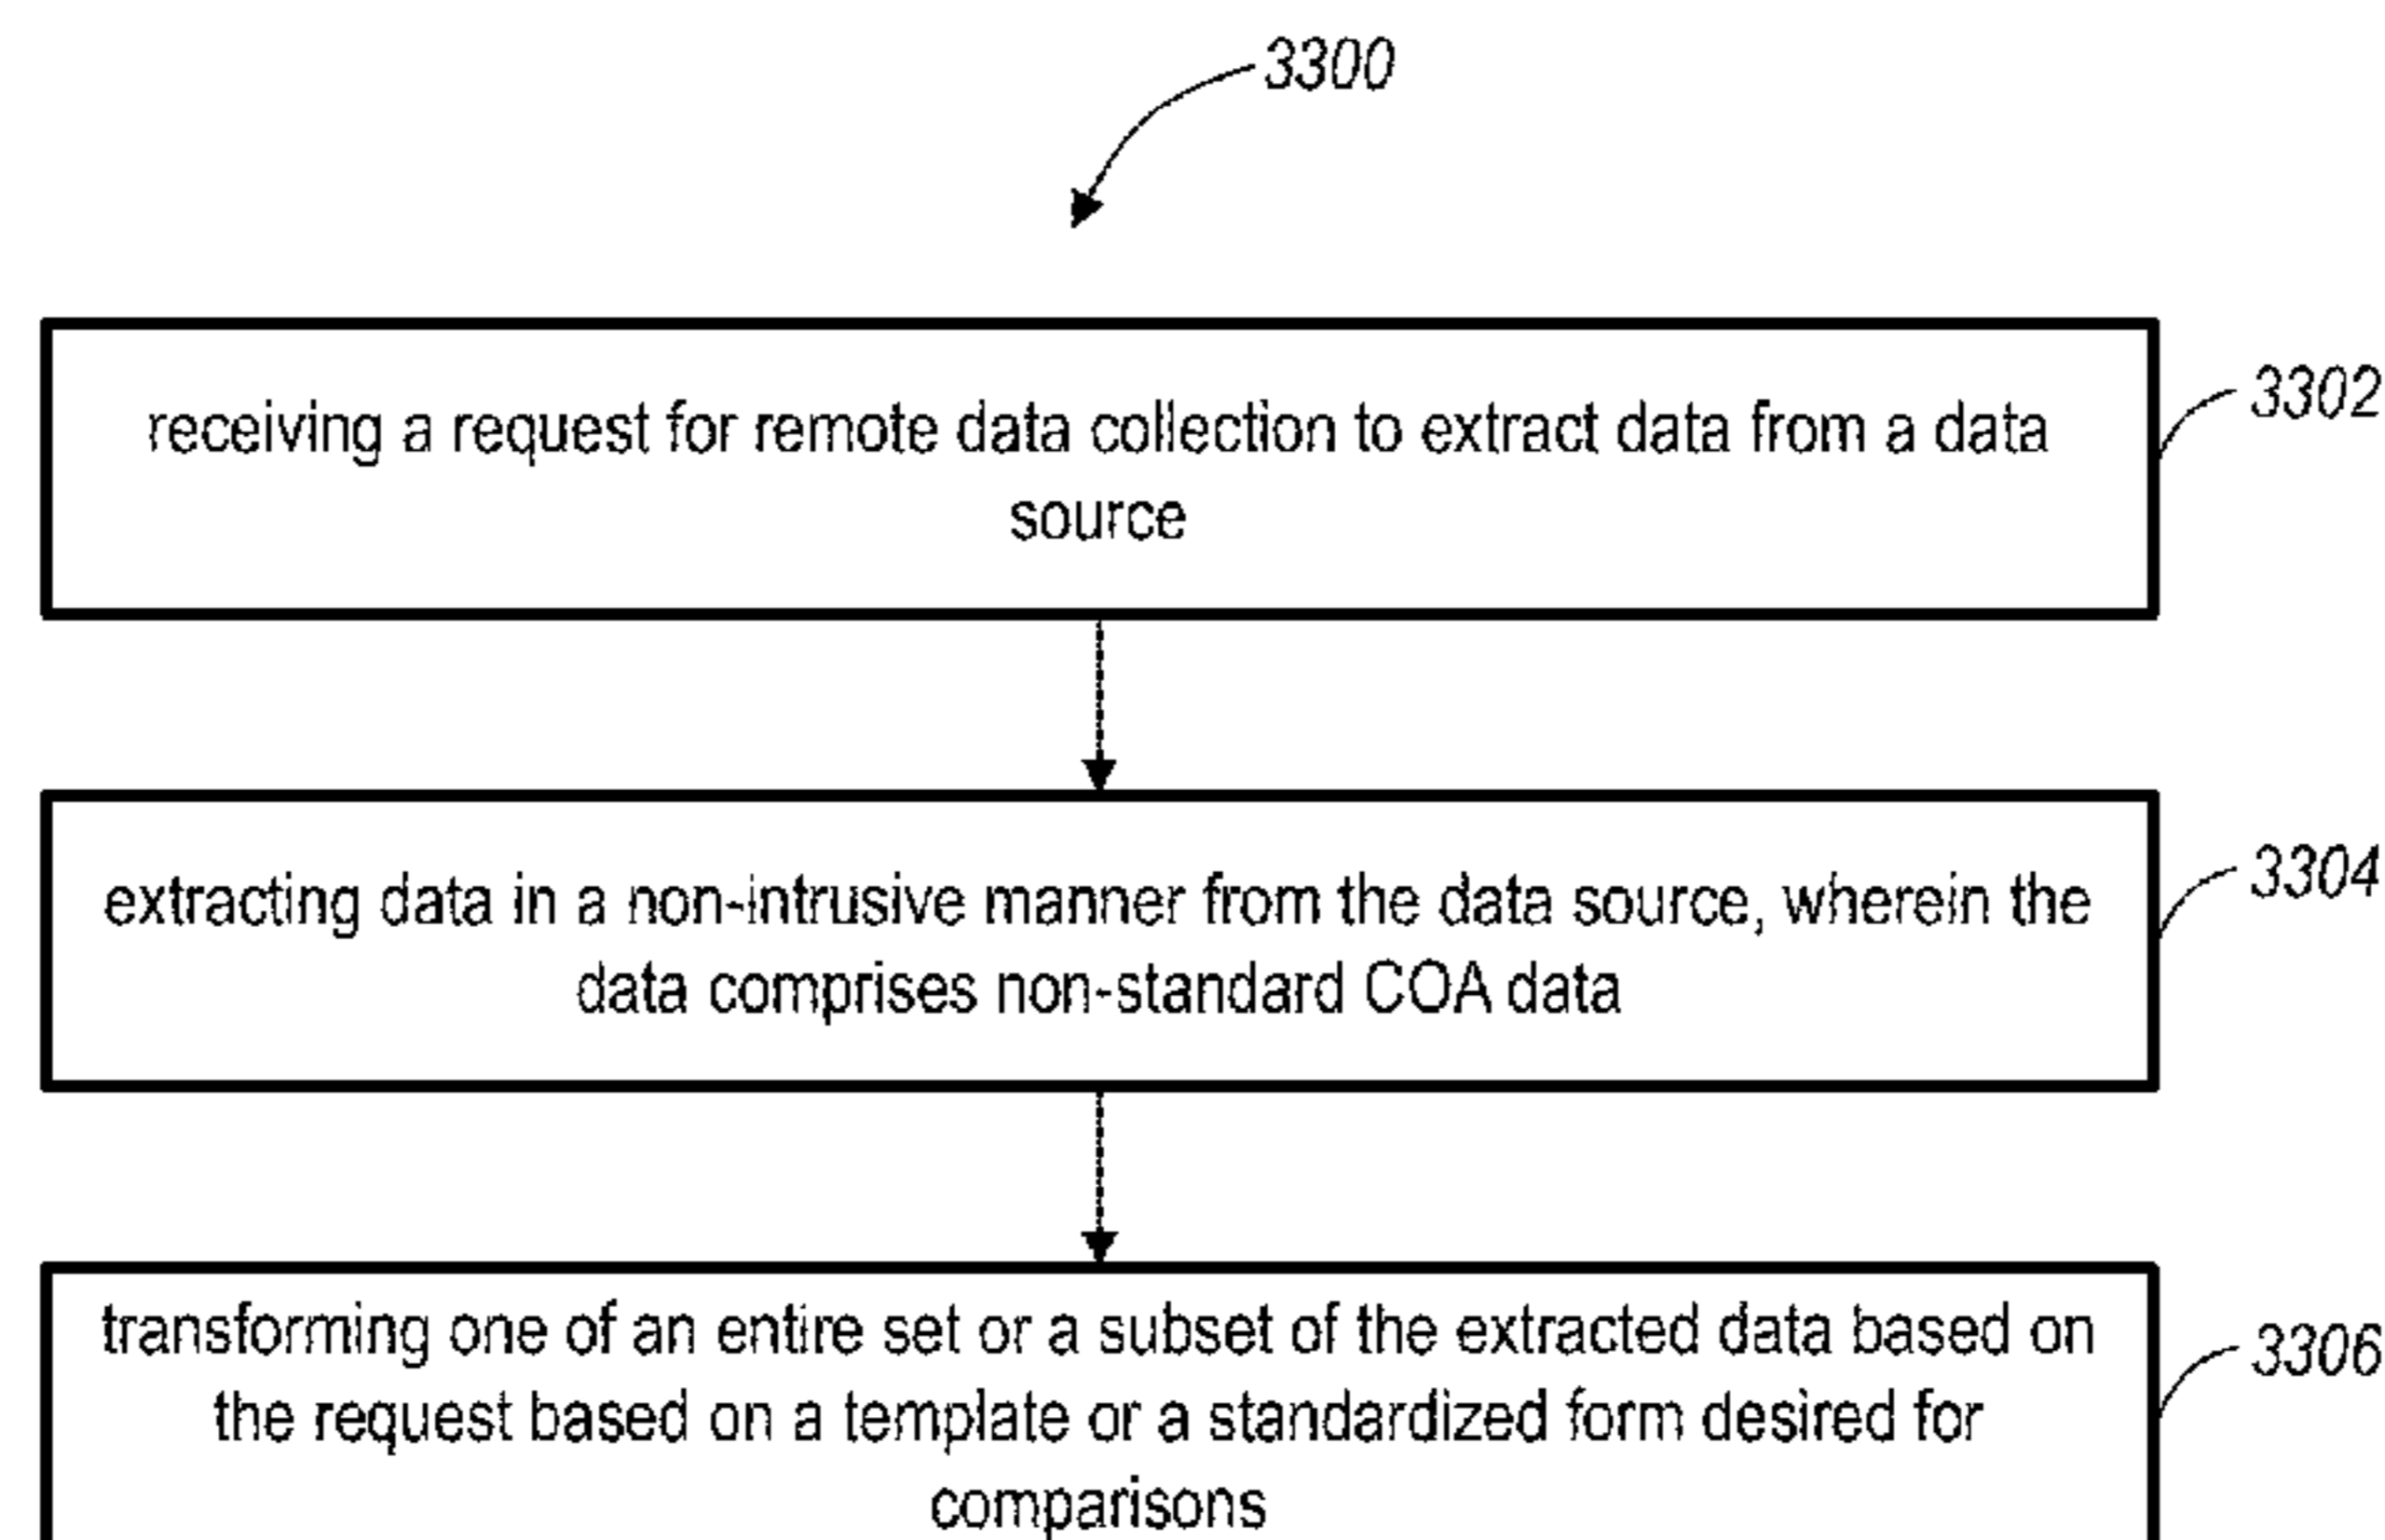 3300
receiving a request for remote data collection to extract data from a data
source
3302
extracting data in a non-intrusive manner from the data source, wherein the
data comprises non-standard COA data
3304
transforming one of an entire set or a subset of the extracted data based on
the request based on a template or a standardized form desired for
comparisons
3306